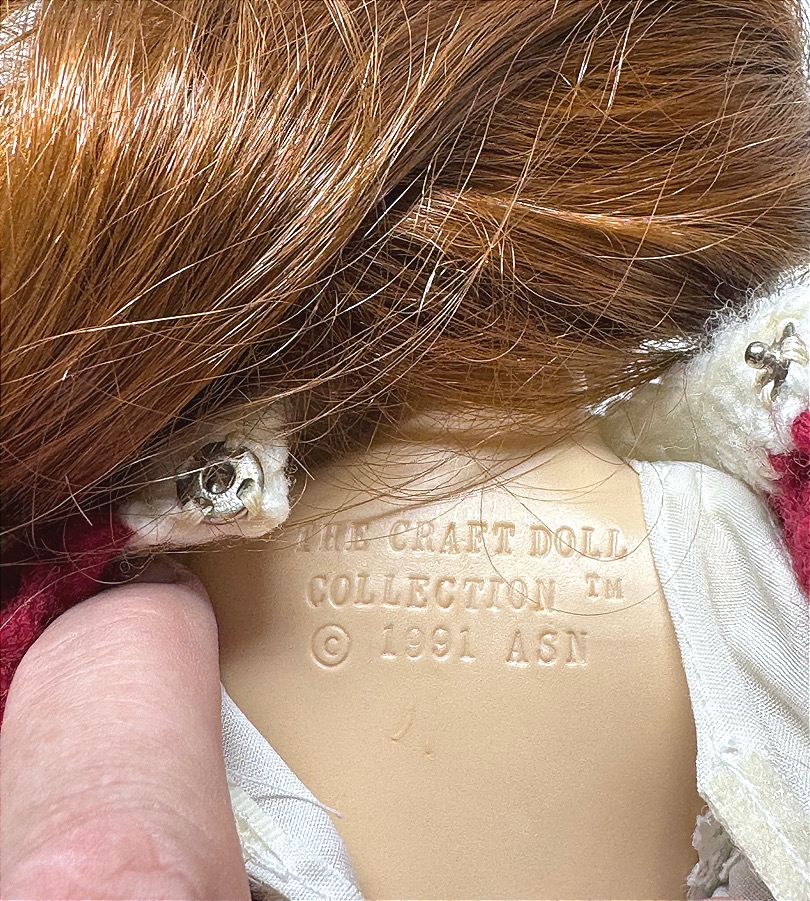 THE CRAFT DOLL
COLLECTION ™
© 1991 ASN